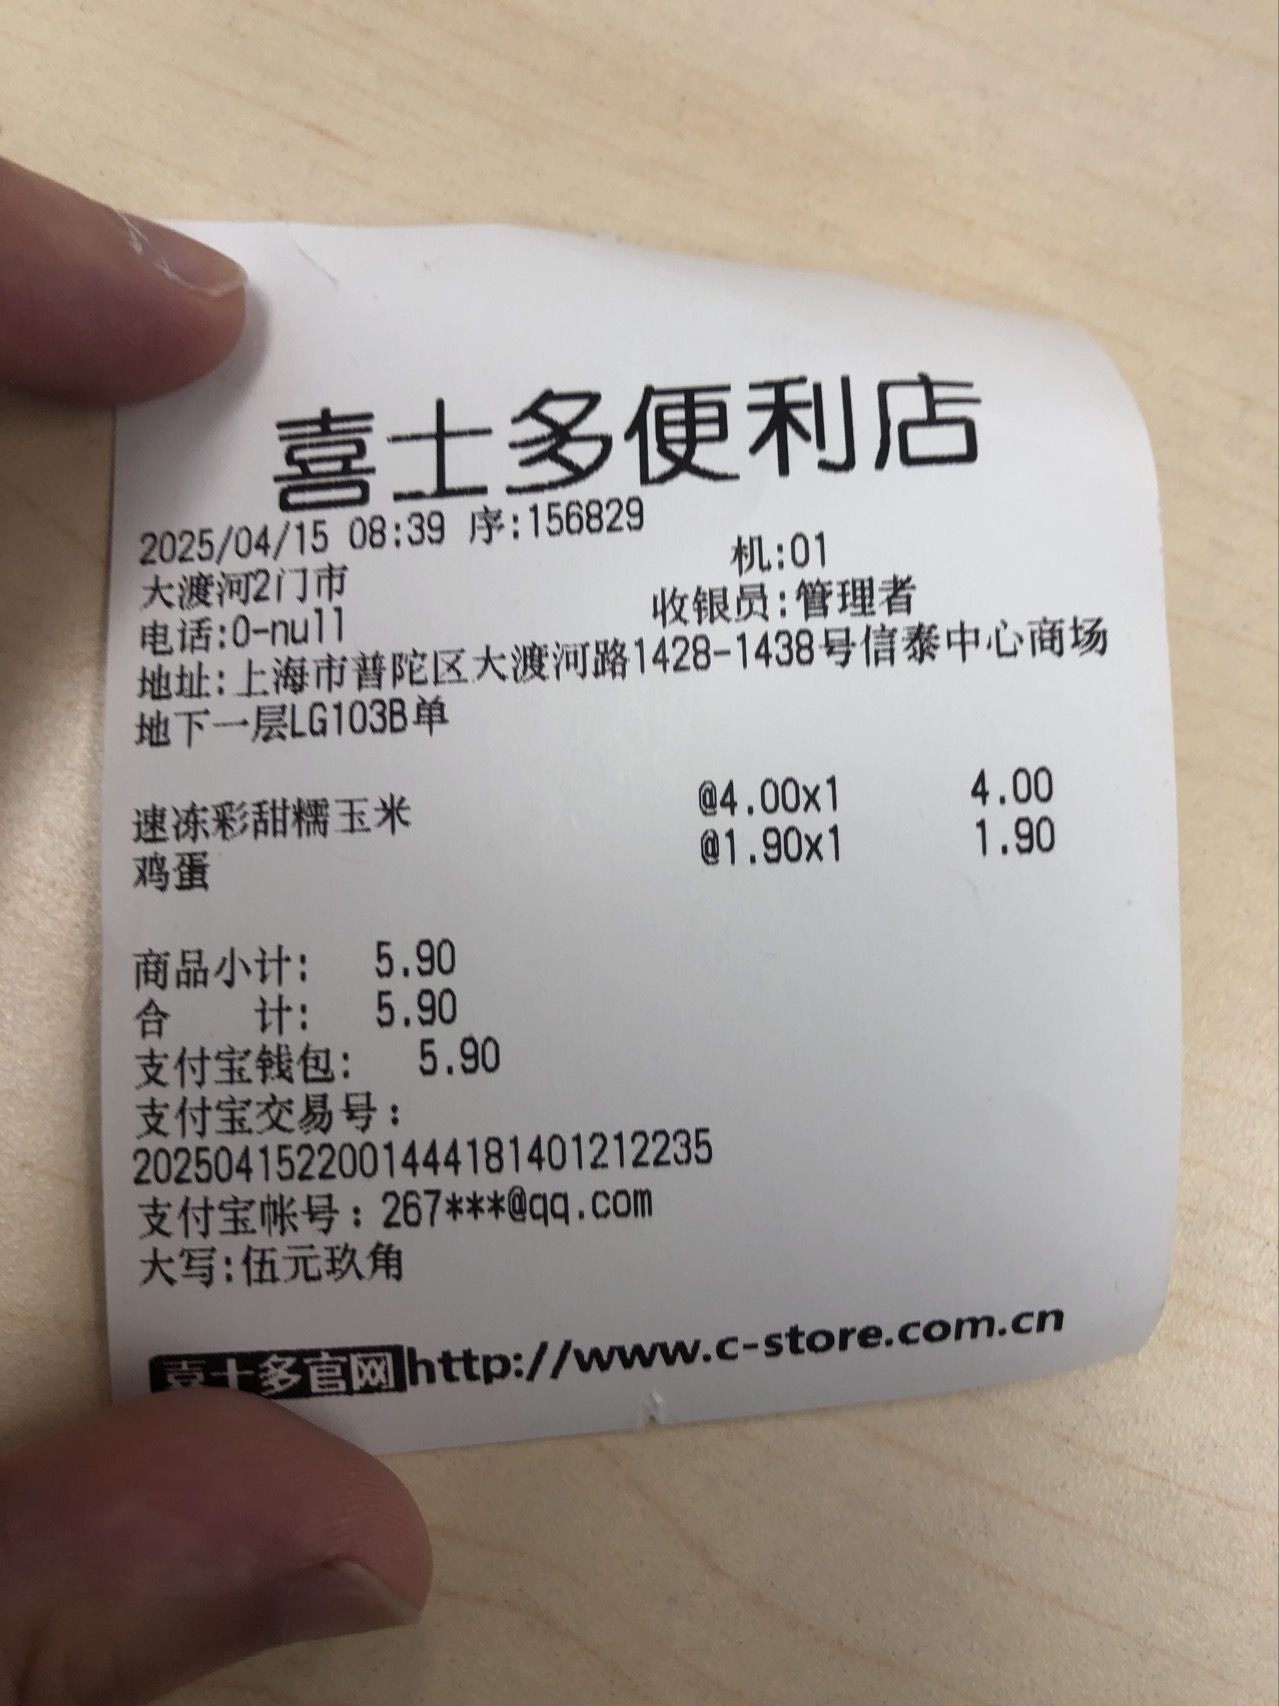 喜士多便利店
2025/04/15 08:39 序:156829
机:01
大渡河2门市
收银员:管理者
电话:0-null
地址:上海市普陀区大渡河路1428-1438号信泰中心商场
地下一层LG103B单
速冻彩甜糯玉米 @4.00x1 4.00
鸡蛋 @1.90x1 1.90
商品小计: 5.90
合 计: 5.90
支付宝钱包: 5.90
支付宝交易号:
2025041522001444181401212235
支付宝帐号:267***@qq.com
大写:伍元玖角
喜士多官网http://www.c-store.com.cn